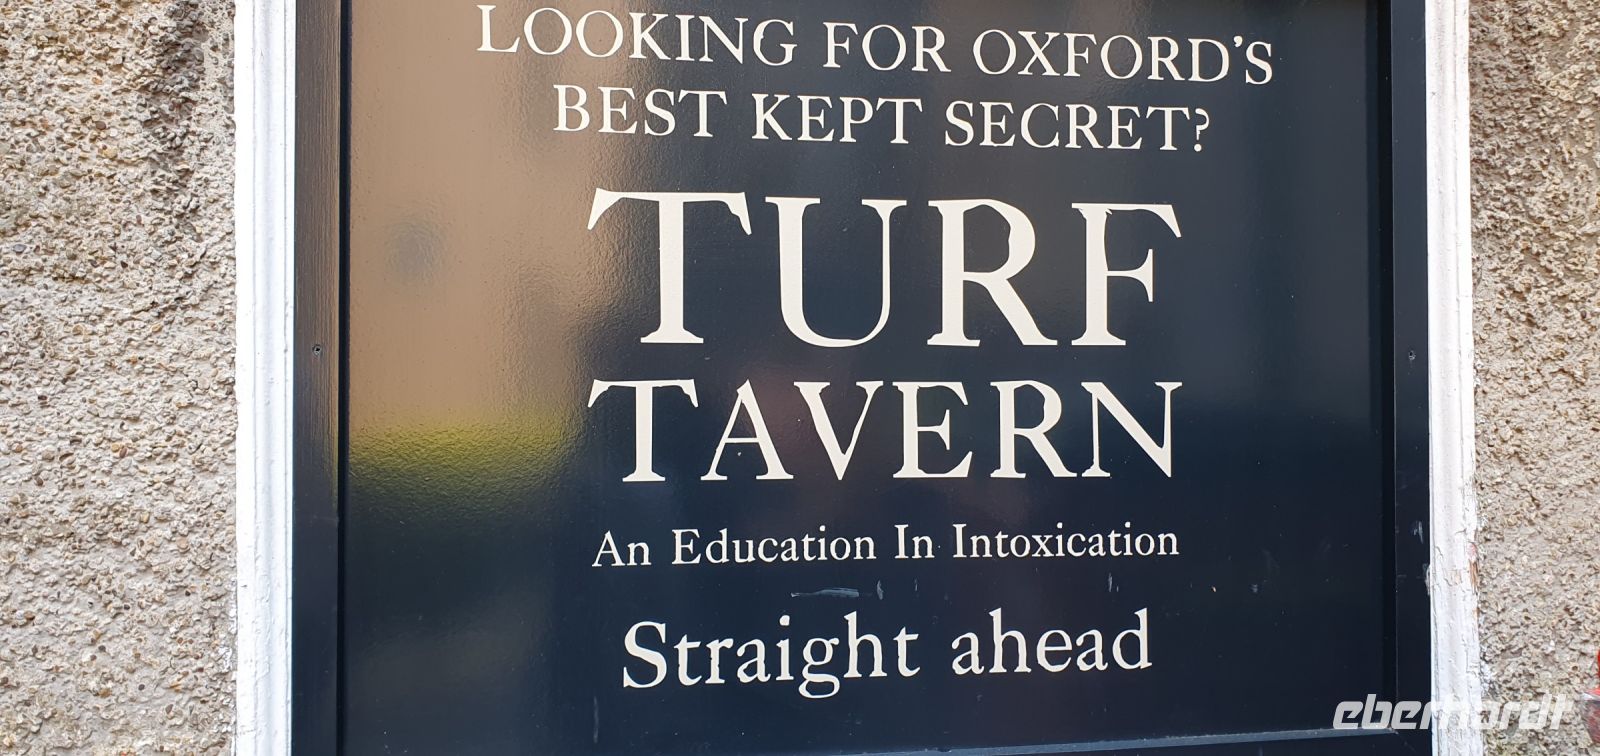 LOOKING FOR OXFORD'S
BEST KEPT SECRET?
TURF
TAVERN
An Education In Intoxication
Straight ahead
eberhardt